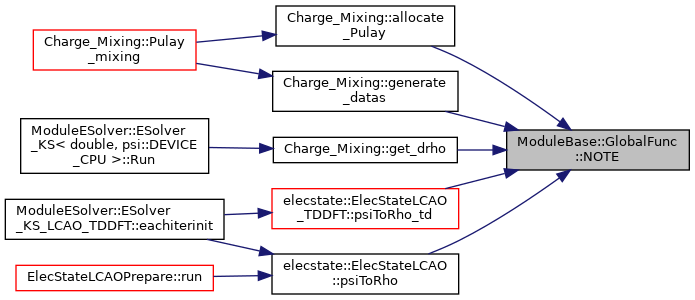 Charge_Mixing::allocate
_Pulay
Charge_Mixing::Pulay
_mixing
Charge_Mixing::generate
_datas
ModuleESolver::ESolver
_KS< double, psi::DEVICE
_CPU >::Run
Charge_Mixing::get_drho
ModuleBase::GlobalFunc
::NOTE
elecstate::ElecStateLCAO
_TDDFT::psiToRho_td
ModuleESolver::ESolver
_KS_LCAO_TDDFT::eachiterinit
ElecStateLCAOPrepare::run
elecstate::ElecStateLCAO
::psiToRho